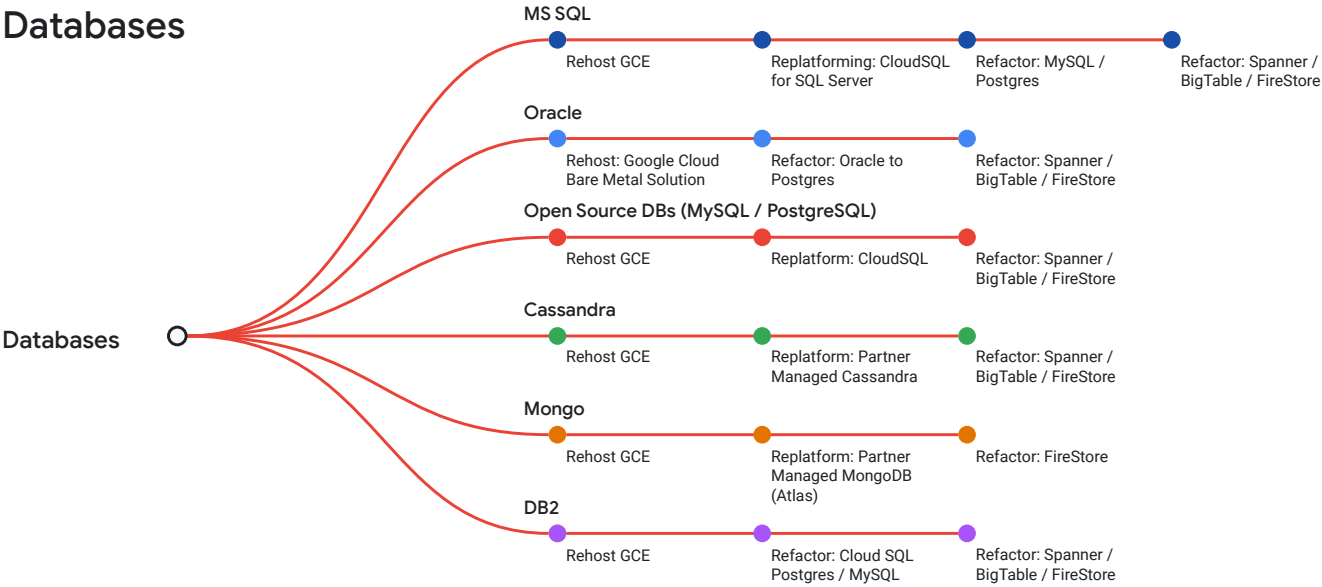 Databases
MS SQL
Rehost GCE
Replatforming: CloudSQL
for SQL Server
Refactor: MySQL /
Postgres
Refactor: Spanner /
BigTable / FireStore
Oracle
Rehost: Google Cloud
Bare Metal Solution
Refactor: Oracle to
Postgres
Refactor: Spanner /
BigTable / FireStore
Open Source DBs (MySQL / PostgreSQL)
Rehost GCE
Replatform: CloudSQL
Refactor: Spanner /
BigTable / FireStore
Databases
Cassandra
Rehost GCE
Replatform: Partner
Managed Cassandra
Refactor: Spanner /
BigTable / FireStore
Mongo
Rehost GCE
Replatform: Partner
Managed MongoDB
(Atlas)
Refactor: FireStore
DB2
Rehost GCE
Refactor: Cloud SQL
Postgres / MySQL
Refactor: Spanner /
BigTable / FireStore